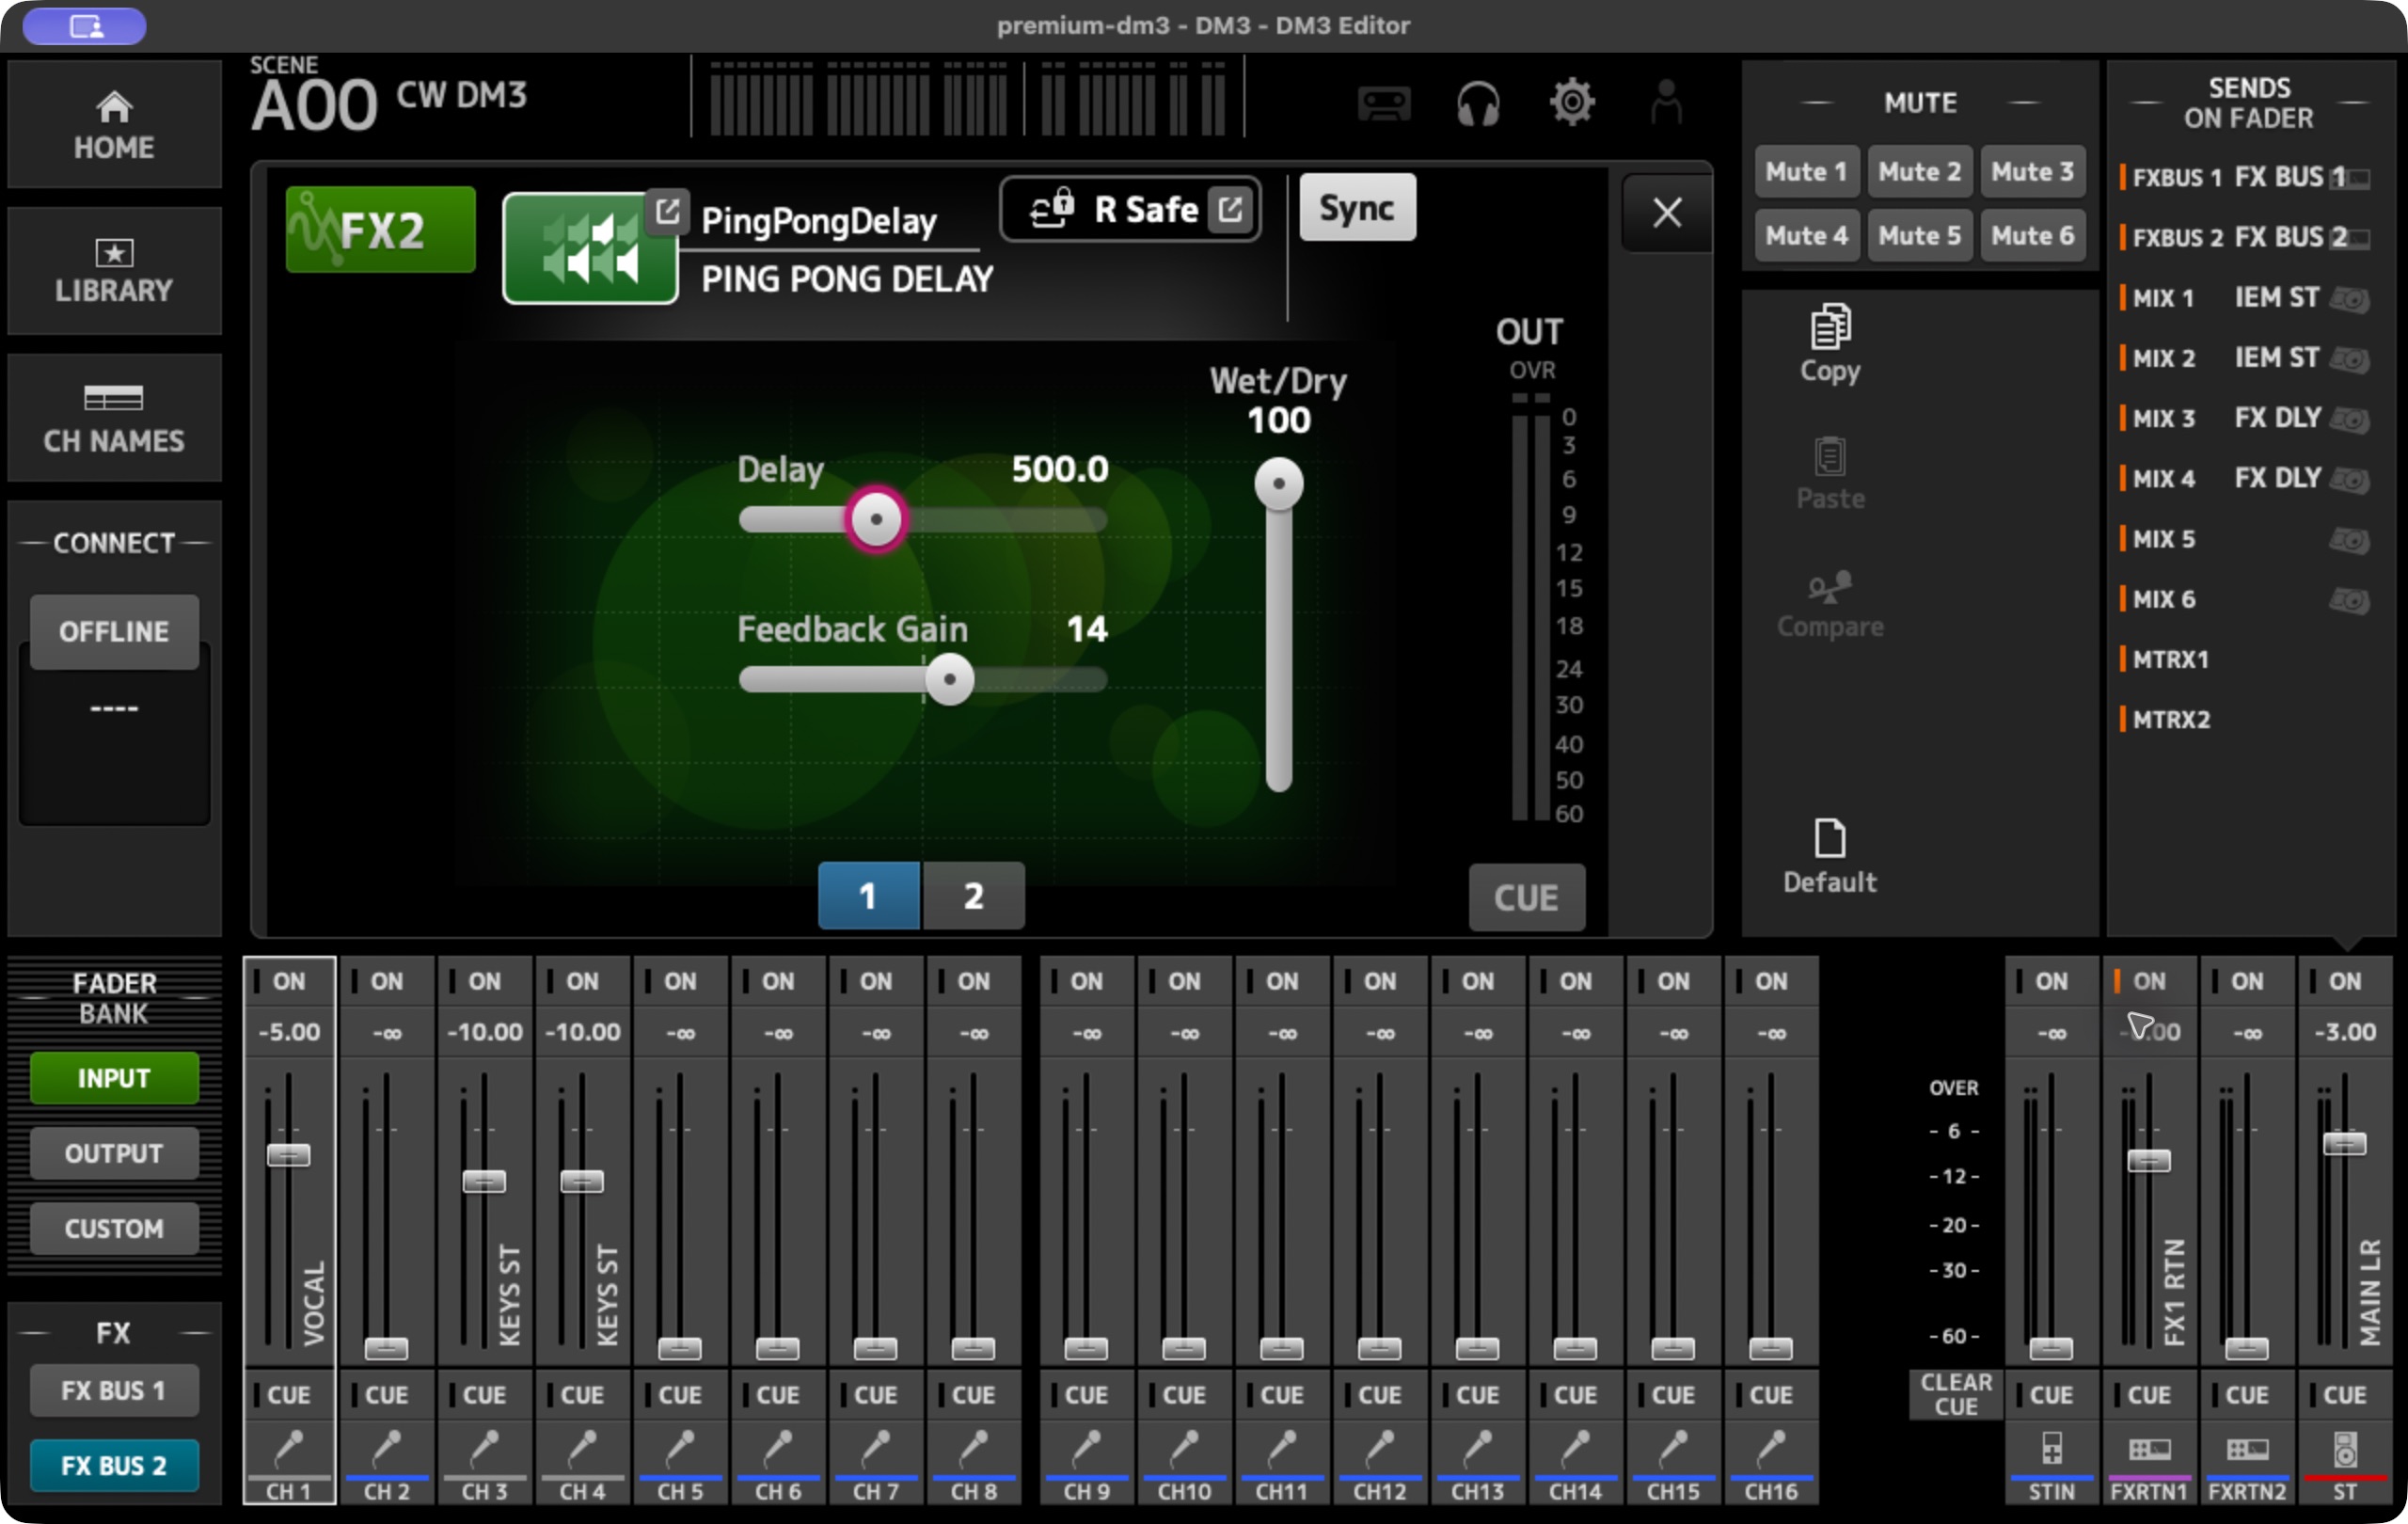 premium-dm3 - DM3 - DM3 Editor
HOME
LIBRARY
CH NAMES
CONNECT
OFFLINE
----
SCENE
A00 CW DM3
FX2
PingPongDelay
PING PONG DELAY
R Safe
Sync
Delay 500.0
Feedback Gain 14
Wet/Dry
100
1 2
OUT
OVR
0
3
6
9
12
15
18
24
30
40
50
60
CUE
MUTE
Mute 1 Mute 2 Mute 3
Mute 4 Mute 5 Mute 6
Copy
Paste
Compare
Default
SENDS
ON FADER
FXBUS 1 FX BUS 1
FXBUS 2 FX BUS 2
MIX 1 IEM ST
MIX 2 IEM ST
MIX 3 FX DLY
MIX 4 FX DLY
MIX 5
MIX 6
MTRX1
MTRX2
FADER
BANK
INPUT
OUTPUT
CUSTOM
FX
FX BUS 1
FX BUS 2
ON ON ON ON ON ON ON ON ON ON ON ON ON ON ON ON ON ON ON ON
-5.00 -∞ -10.00 -10.00 -∞ -∞ -∞ -∞ -∞ -∞ -∞ -∞ -∞ -∞ -∞ -∞ -∞ -∞ -3.00
OVER
- 6 -
-12-
-20-
-30-
-60-
VOCAL KEYS ST KEYS ST FX1 RTN MAIN LR
CUE CUE CUE CUE CUE CUE CUE CUE CUE CUE CUE CUE CUE CUE CUE CUE CLEAR CUE CUE CUE CUE CUE
CH 1 CH 2 CH 3 CH 4 CH 5 CH 6 CH 7 CH 8 CH 9 CH10 CH11 CH12 CH13 CH14 CH15 CH16 STIN FXRTN1 FXRTN2 ST